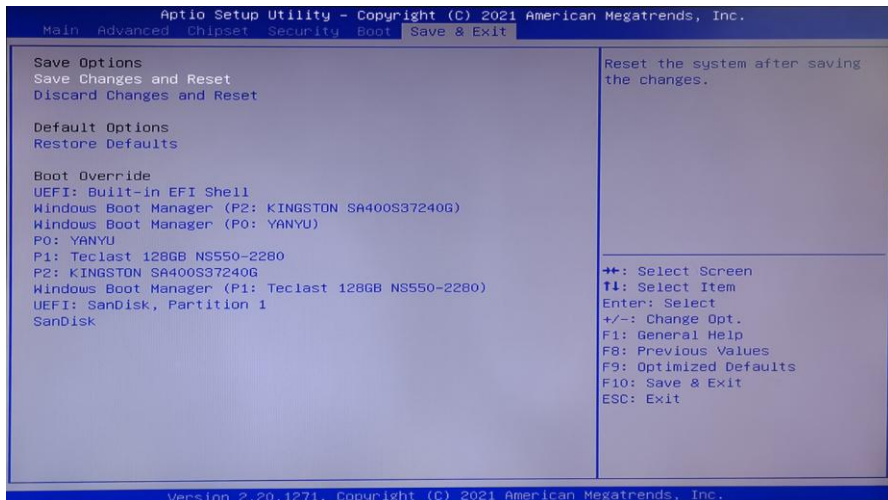 Aptio Setup Utility – Copyright (C) 2021 American Megatrends, Inc.
Main Advanced Chipset Security Boot Save & Exit
Save Options
Save Changes and Reset
Discard Changes and Reset
Default Options
Restore Defaults
Boot Override
UEFI: Built-in EFI Shell
Windows Boot Manager (P2: KINGSTON SA400S37240G)
Windows Boot Manager (P0: YANYU)
P0: YANYU
P1: Teclast 128GB NS550-2280
P2: KINGSTON SA400S37240G
Windows Boot Manager (P1: Teclast 128GB NS550-2280)
UEFI: SanDisk, Partition 1
SanDisk
Reset the system after saving
the changes.
→←: Select Screen
↑↓: Select Item
Enter: Select
+/-: Change Opt.
F1: General Help
F8: Previous Values
F9: Optimized Defaults
F10: Save & Exit
ESC: Exit
Version 2.20.1271. Copyright (C) 2021 American Megatrends, Inc.